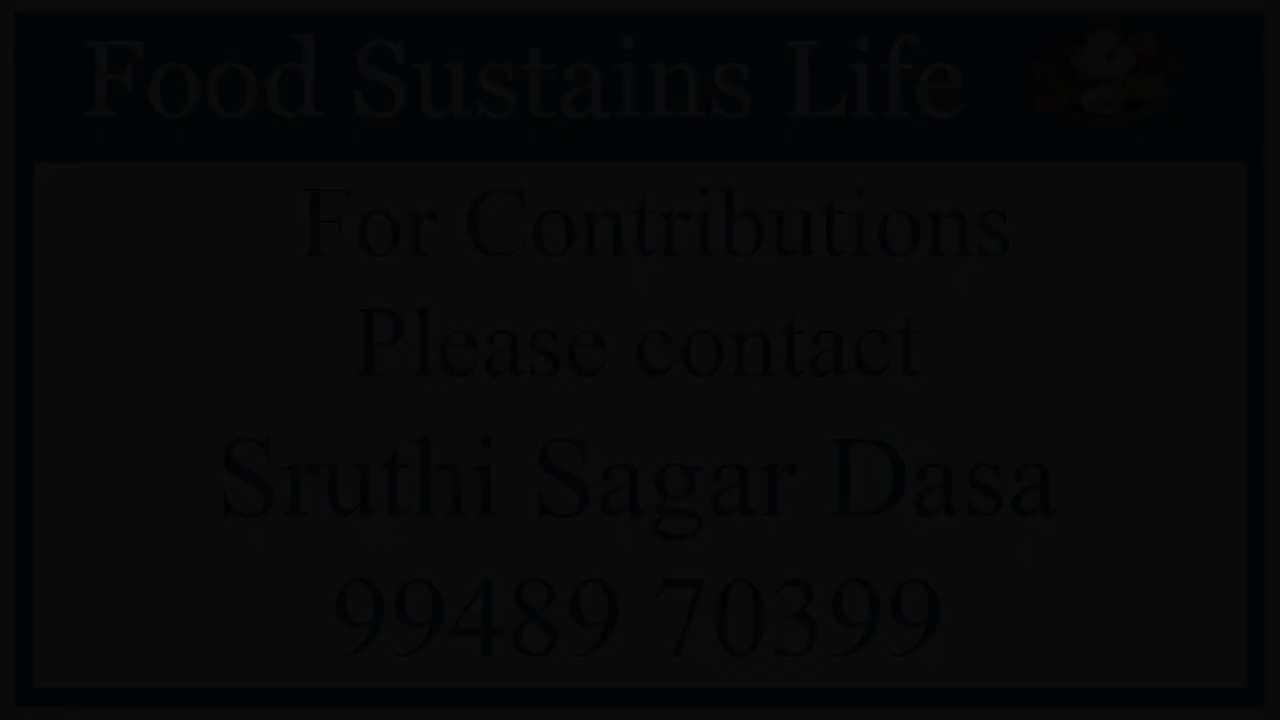 Food Sustains Life
For Contributions
Please contact
Sruthi Sagar Dasa
99489 70399